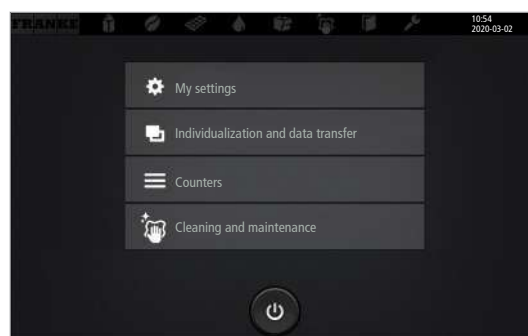 FRANKE
10:54
2020-03-02
My settings
Individualization and data transfer
Counters
Cleaning and maintenance